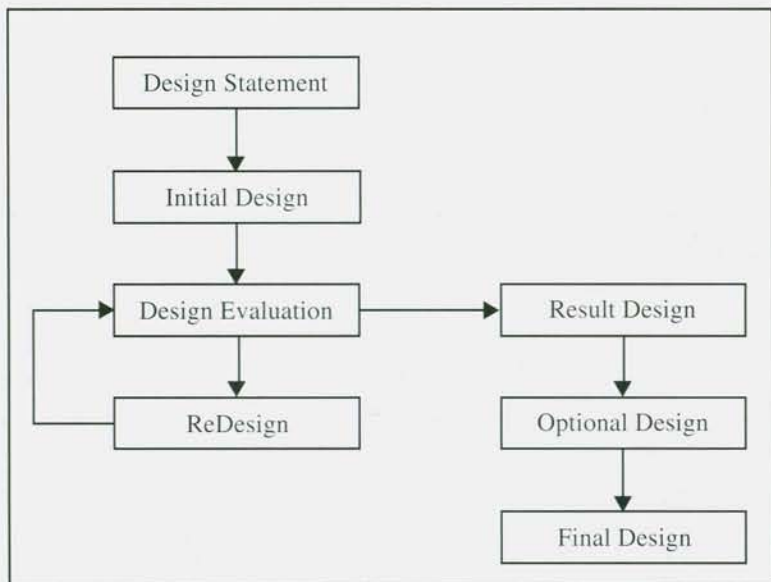 Design Statement
Initial Design
Design Evaluation
ReDesign
Result Design
Optional Design
Final Design